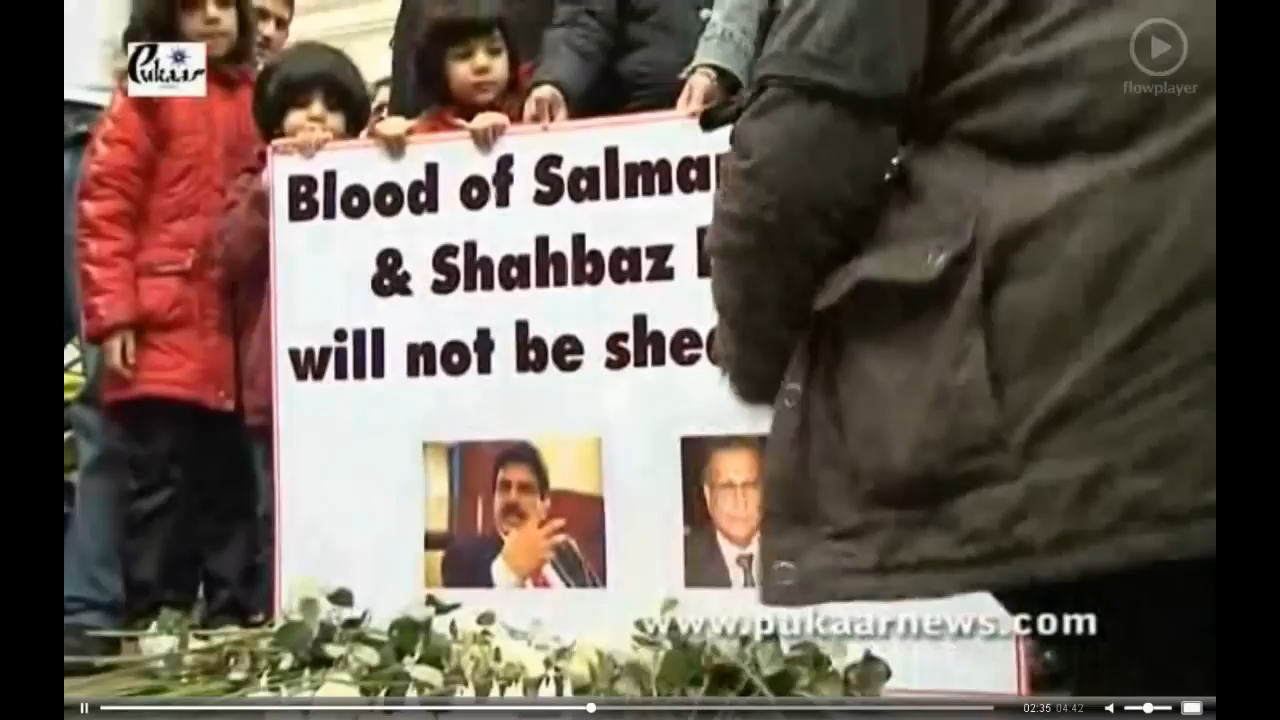 Pukaar
flowplayer
Blood of Salma
& Shahbaz
will not be she
www.pukaarnews.com
02:35 04:42